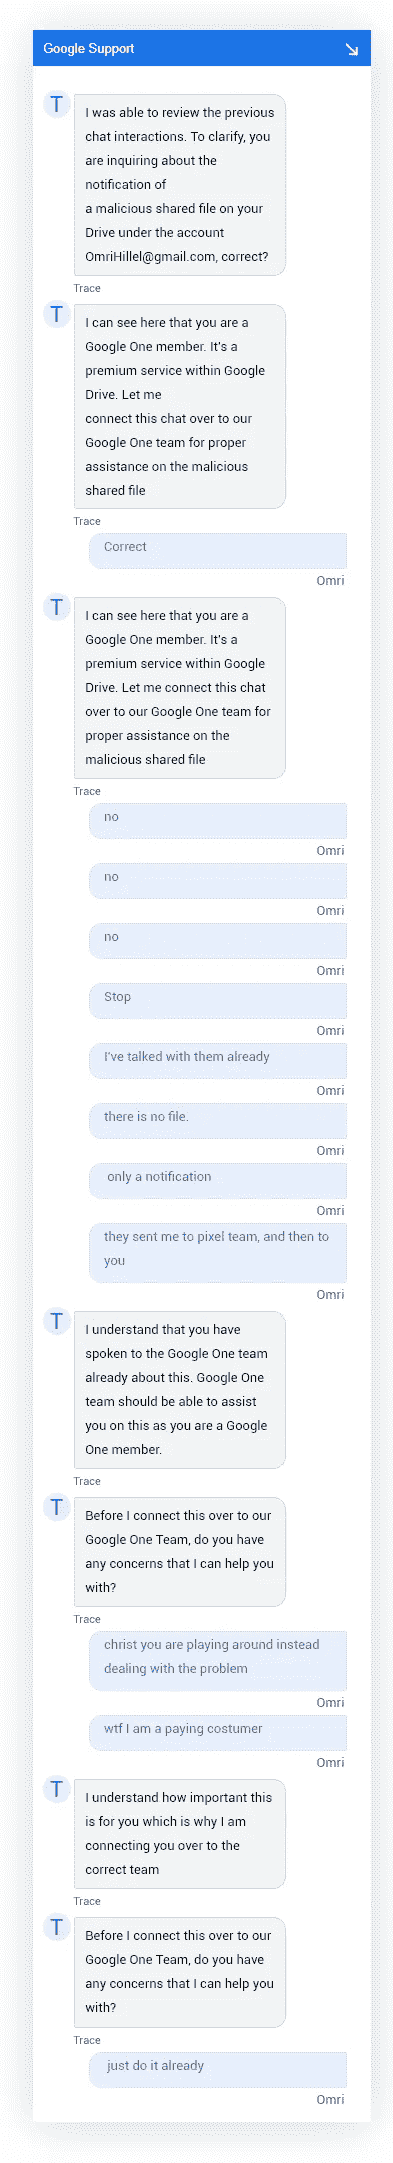 Google Support
T
I was able to review the previous
chat interactions. To clarify, you
are inquiring about the
notification of
a malicious shared file on your
Drive under the account
OmriHillel@gmail.com, correct?
Trace
T
I can see here that you are a
Google One member. It's a
premium service within Google
Drive. Let me
connect this chat over to our
Google One team for proper
assistance on the malicious
shared file
Trace
Correct
Omri
T
I can see here that you are a
Google One member. It's a
premium service within Google
Drive. Let me connect this chat
over to our Google One team for
proper assistance on the
malicious shared file
Trace
no
Omri
no
Omri
no
Omri
Stop
Omri
I've talked with them already
Omri
there is no file.
Omri
only a notification
Omri
they sent me to pixel team, and then to
you
Omri
T
I understand that you have
spoken to the Google One team
already about this. Google One
team should be able to assist
you on this as you are a Google
One member.
Trace
T
Before I connect this over to our
Google One Team, do you have
any concerns that I can help you
with?
Trace
christ you are playing around instead
dealing with the problem
Omri
wtf I am a paying costumer
Omri
T
I understand how important this
is for you which is why I am
connecting you over to the
correct team
Trace
T
Before I connect this over to our
Google One Team, do you have
any concerns that I can help you
with?
Trace
just do it already
Omri